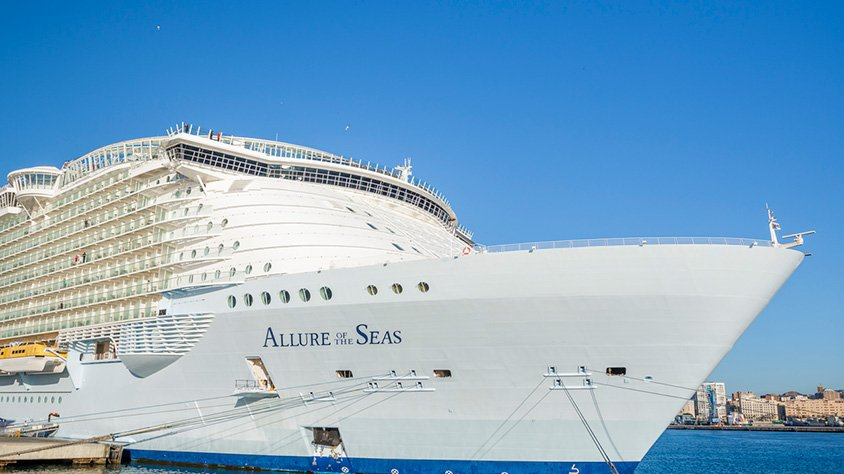 ALLURE OF THE SEAS